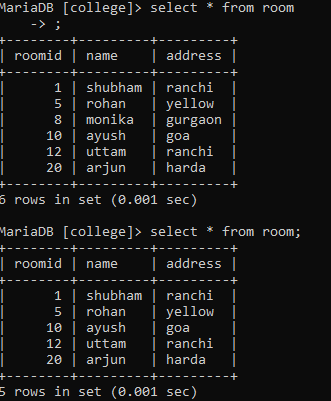 MariaDB [college]> select * from room
    -> ;
+--------+---------+---------+
| roomid | name    | address |
+--------+---------+---------+
|      1 | shubham | ranchi  |
|      5 | rohan   | yellow  |
|      8 | monika  | gurgaon |
|     10 | ayush   | goa     |
|     12 | uttam   | ranchi  |
|     20 | arjun   | harda   |
+--------+---------+---------+
6 rows in set (0.001 sec)

MariaDB [college]> select * from room;
+--------+---------+---------+
| roomid | name    | address |
+--------+---------+---------+
|      1 | shubham | ranchi  |
|      5 | rohan   | yellow  |
|     10 | ayush   | goa     |
|     12 | uttam   | ranchi  |
|     20 | arjun   | harda   |
+--------+---------+---------+
5 rows in set (0.001 sec)